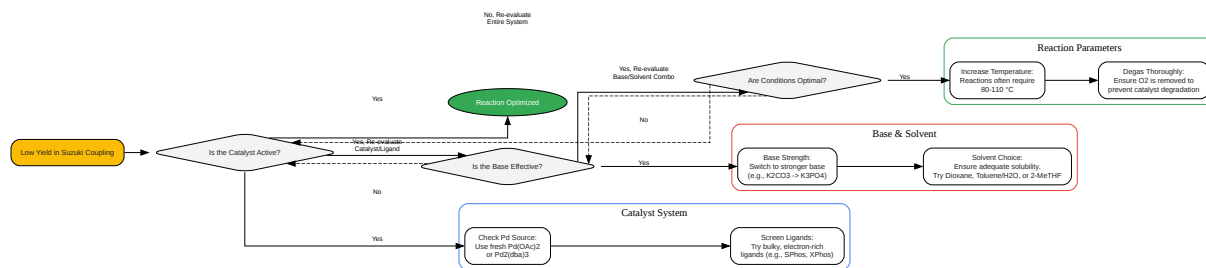 No, Re-evaluate
Entire System
Reaction Parameters
Yes, Re-evaluate
Base/Solvent Combo
Are Conditions Optimal?
Yes
Increase Temperature:
Reactions often require
80-110 °C
Degas Thoroughly:
Ensure O2 is removed to
prevent catalyst degradation
Yes
Reaction Optimized
No
Base & Solvent
Low Yield in Suzuki Coupling
Is the Catalyst Active?
Yes, Re-evaluate
Catalyst/Ligand
Is the Base Effective?
Yes
Base Strength:
Switch to stronger base
(e.g., K2CO3 -> K3PO4)
Solvent Choice:
Ensure adequate solubility.
Try Dioxane, Toluene/H2O, or 2-MeTHF
No
Catalyst System
Yes
Check Pd Source:
Use fresh Pd(OAc)2
or Pd2(dba)3
Screen Ligands:
Try bulky, electron-rich
ligands (e.g., SPhos, XPhos)